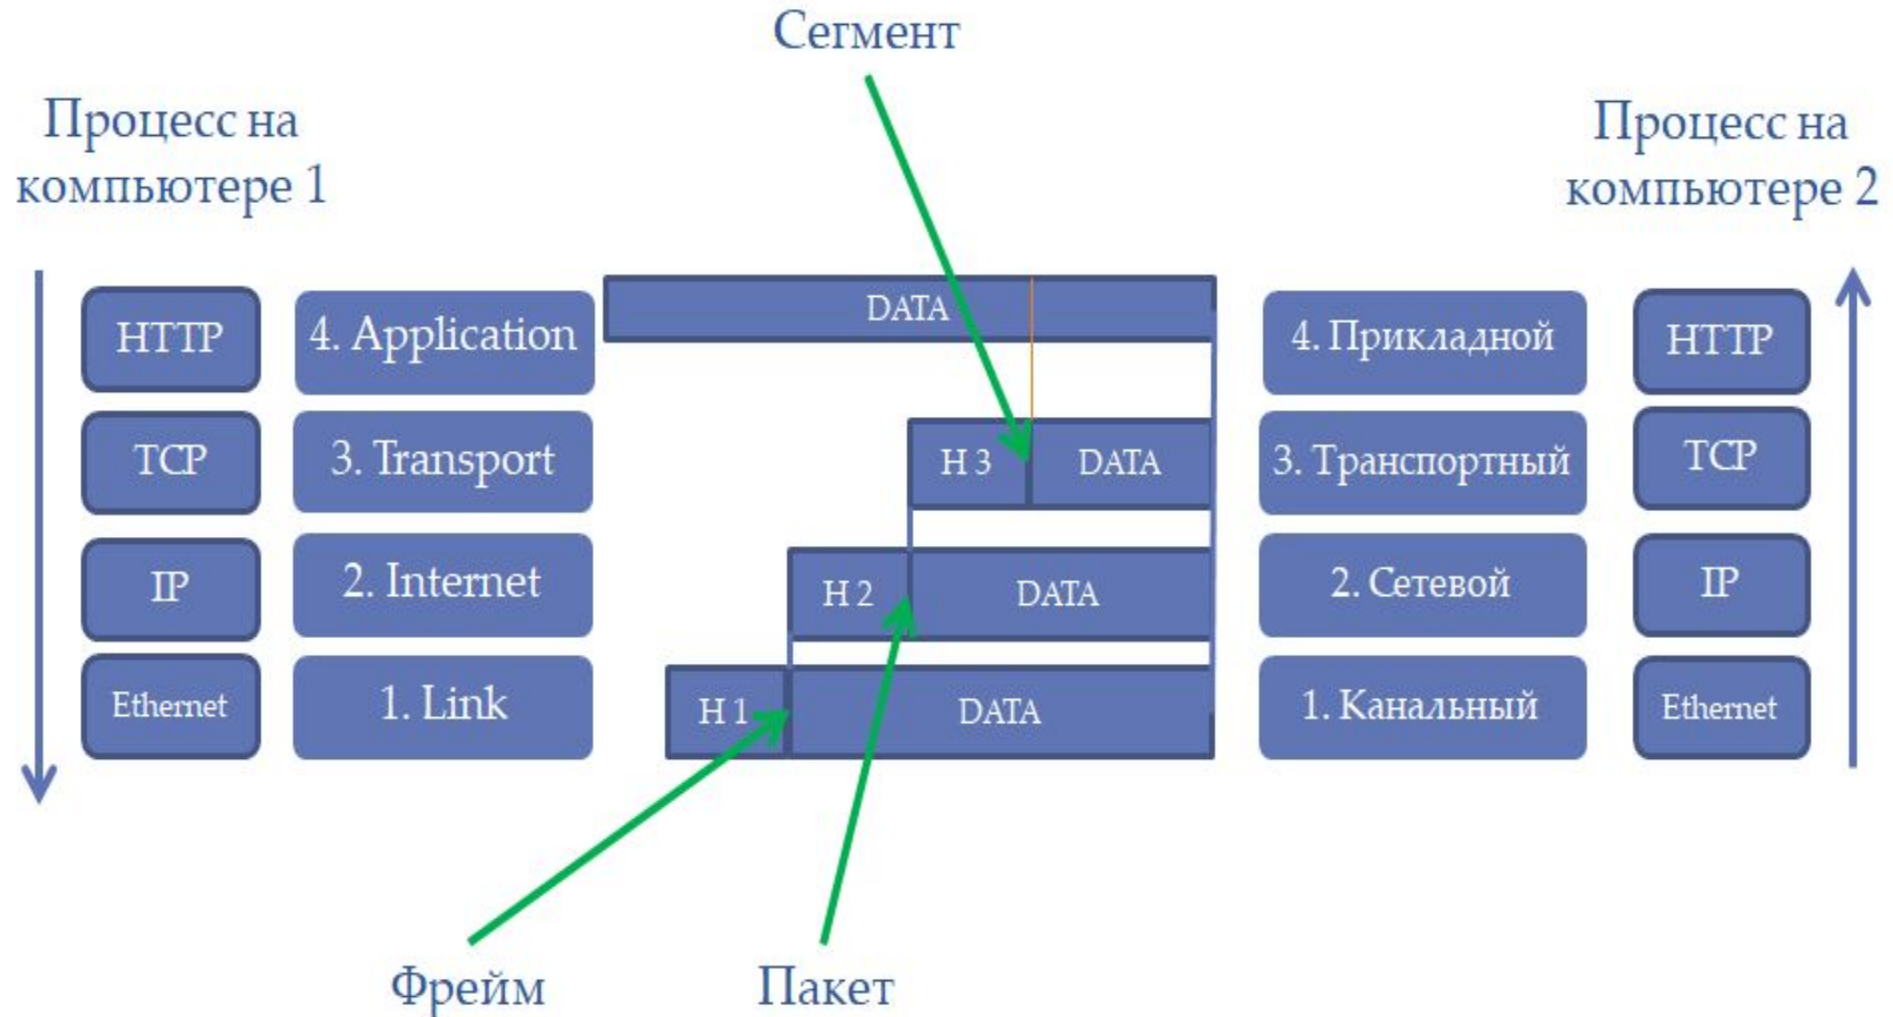 Сегмент
Процесс на
компьютере 1
Процесс на
компьютере 2
HTTP
4. Application
DATA
4. Прикладной
HTTP
TCP
3. Transport
H 3
DATA
3. Транспортный
TCP
IP
2. Internet
H 2
DATA
2. Сетевой
IP
Ethernet
1. Link
H 1
DATA
1. Канальный
Ethernet
Фрейм
Пакет